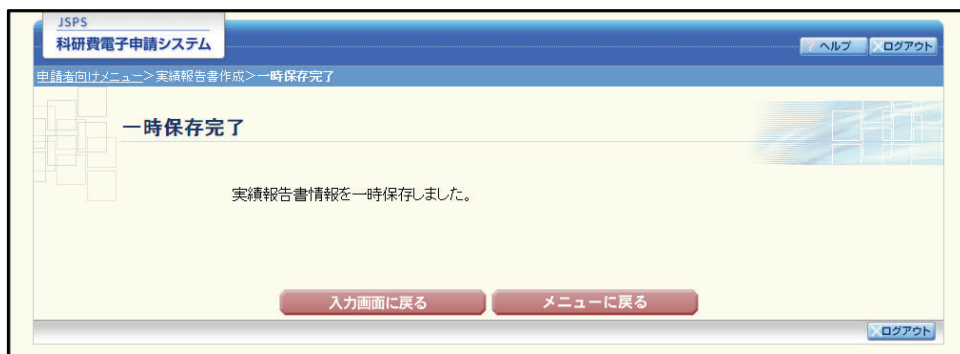 JSPS
科研費電子申請システム
? ヘルプ ×ログアウト
申請者向けメニュー>実績報告書作成>一時保存完了
一時保存完了
実績報告書情報を一時保存しました。
入力画面に戻る メニューに戻る
×ログアウト